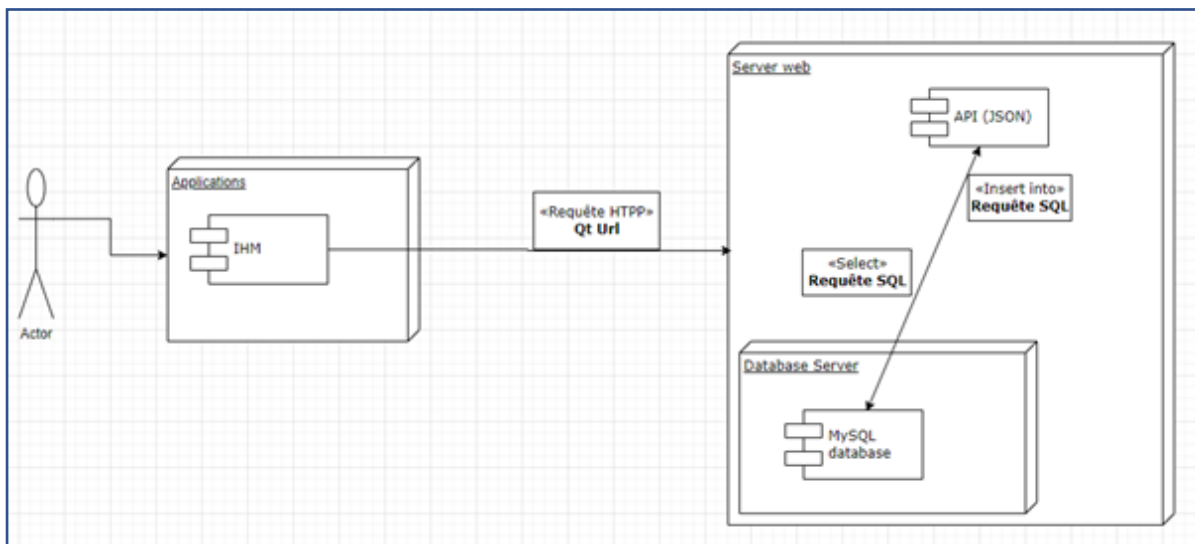 Server web
API (JSON)
«Insert into»
Requête SQL
Applications
IHM
«Requête HTPP»
Qt Url
«Select»
Requête SQL
Actor
Database Server
MySQL
database